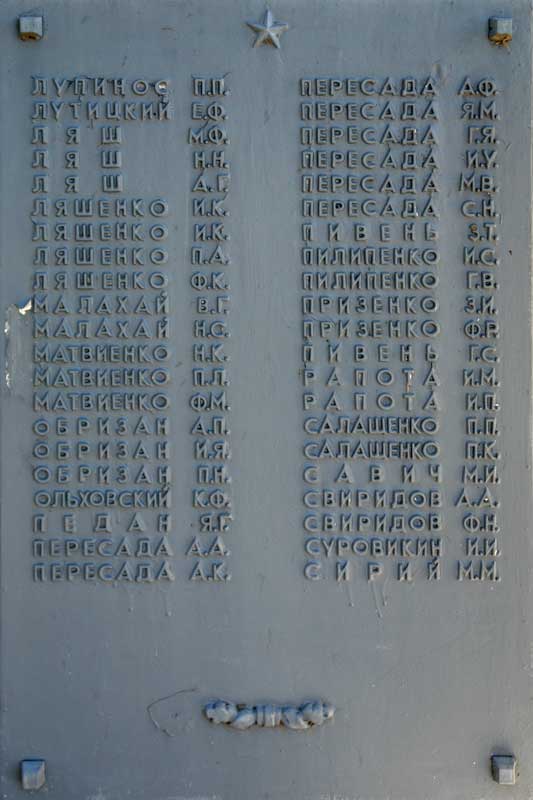 ЛУПИНОС П.П.
ЛУТИЦКИЙ Е.Ф.
ЛЯШ М.Ф.
ЛЯШ Н.Н.
ЛЯШ А.Г.
ЛЯШЕНКО И.К.
ЛЯШЕНКО И.К.
ЛЯШЕНКО П.А.
ЛЯШЕНКО Ф.К.
МАЛАХАЙ В.Г.
МАЛАХАЙ Н.С.
МАТВИЕНКО Н.К.
МАТВИЕНКО П.Л.
МАТВИЕНКО Ф.М.
ОБРИЗАН А.П.
ОБРИЗАН И.Я.
ОБРИЗАН П.Н.
ОЛЬХОВСКИЙ К.Ф.
ПЕДАН Я.Г.
ПЕРЕСАДА А.А.
ПЕРЕСАДА А.К.
ПЕРЕСАДА А.Ф.
ПЕРЕСАДА Я.М.
ПЕРЕСАДА Г.Я.
ПЕРЕСАДА И.У.
ПЕРЕСАДА М.В.
ПЕРЕСАДА С.Н.
ПИВЕНЬ З.Т.
ПИЛИПЕНКО И.С.
ПИЛИПЕНКО Г.В.
ПРИЗЕНКО З.И.
ПРИЗЕНКО Ф.Р.
ПИВЕНЬ Г.С.
РАПОТА И.М.
РАПОТА И.П.
САЛАЩЕНКО П.П.
САЛАЩЕНКО П.К.
САВИЧ М.И.
СВИРИДОВ А.А.
СВИРИДОВ Ф.Н.
СУРОВИКИН И.И.
СИРИЙ М.М.